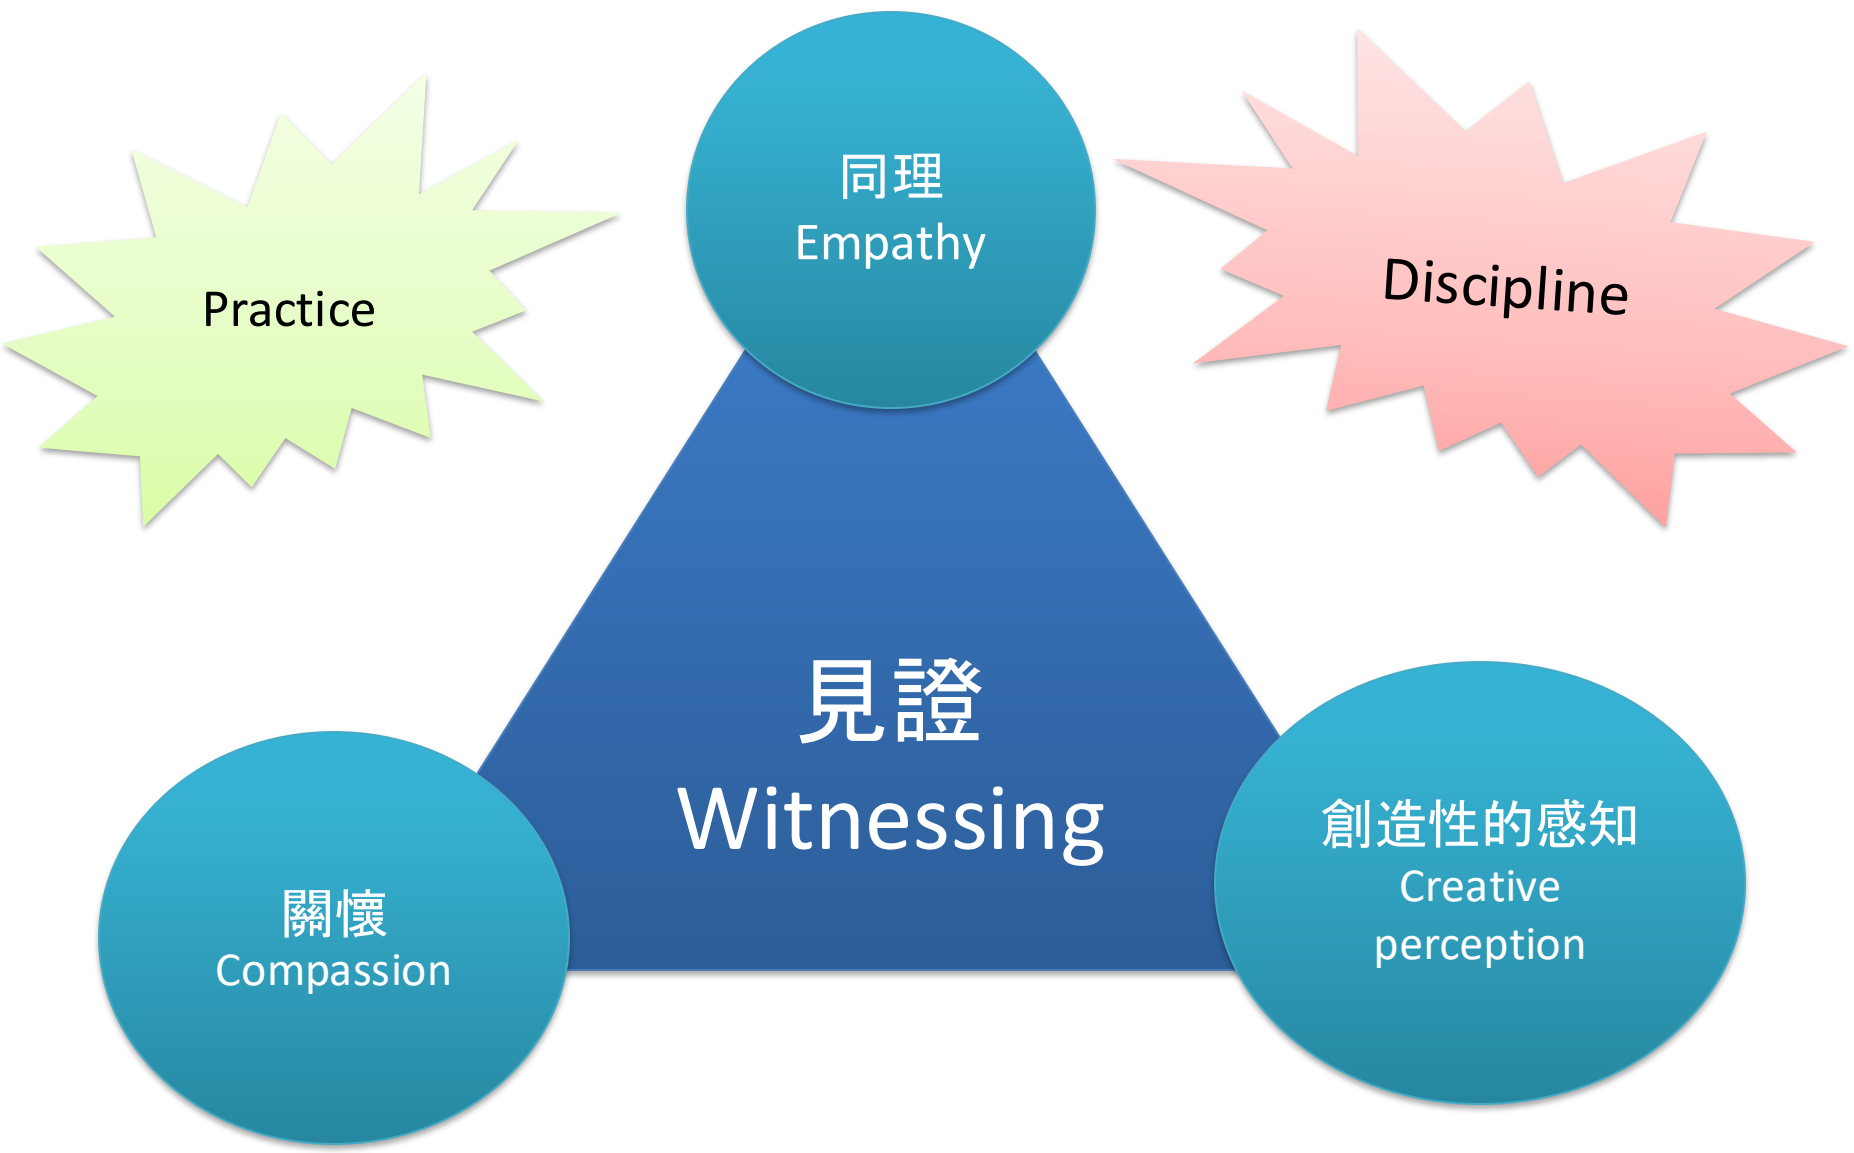 同理
Empathy
Practice
Discipline
見證
Witnessing
關懷
Compassion
創造性的感知
Creative
perception